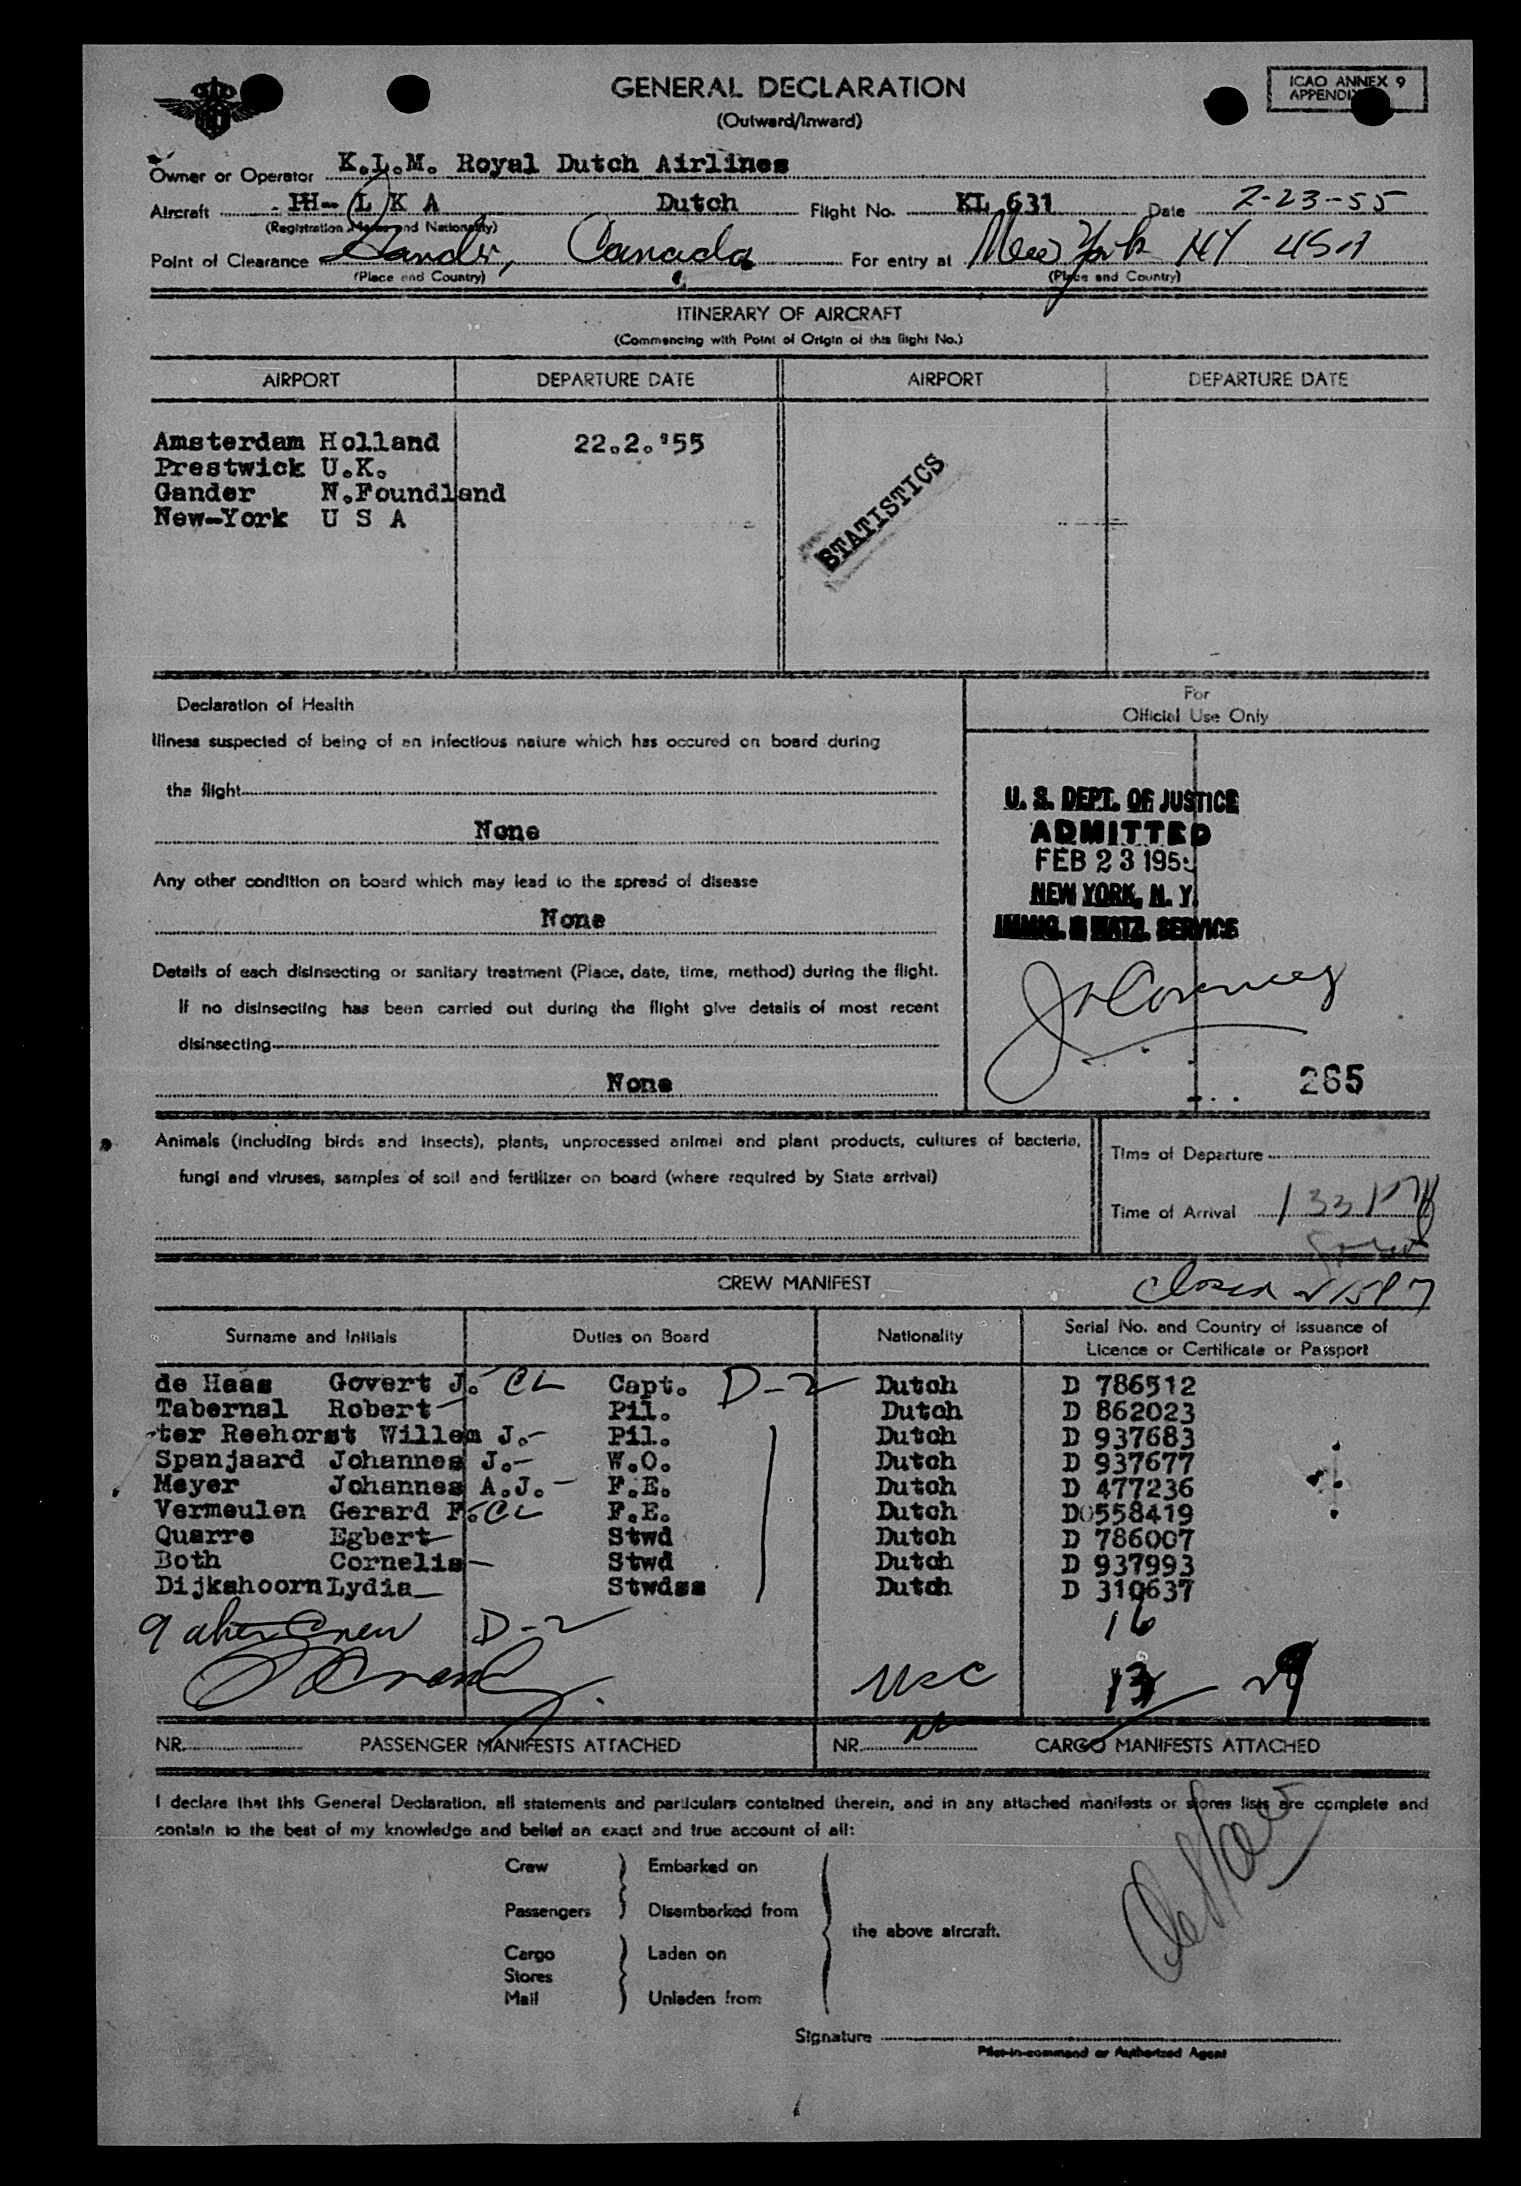 GENERAL DECLARATION
(Outward/Inward)
ICAO ANNEX 9
APPENDIX
Owner or Operator K.L.M. Royal Dutch Airlines
Aircraft PH- L K A Dutch Flight No. KL 631 Date 2-23-55
(Registration Marks and Nationality)
Point of Clearance Gander, Canada For entry at New York NY USA
(Place and Country) (Place and Country)
ITINERARY OF AIRCRAFT
(Commencing with Point of Origin of this flight No.)
AIRPORT DEPARTURE DATE AIRPORT DEPARTURE DATE
Amsterdam Holland 22.2.'55
Prestwick U.K.
Gander N.Foundland
New-York U S A
STATISTICS
Declaration of Health
Illness suspected of being of an infectious nature which has occured on board during
the flight
None
Any other condition on board which may lead to the spread of disease
None
Details of each disinsecting or sanitary treatment (Place, date, time, method) during the flight.
If no disinsecting has been carried out during the flight give details of most recent
disinsecting
None
For
Official Use Only
U. S. DEPT. OF JUSTICE
ADMITTED
FEB 23 195
NEW YORK, N. Y.
IMMIG. & NATZ. SERVICE
265
Animals (including birds and insects), plants, unprocessed animal and plant products, cultures of bacteria,
fungi and viruses, samples of soil and fertilizer on board (where required by State arrival)
Time of Departure
Time of Arrival 133 PM
CREW MANIFEST
Closed
Surname and Initials Duties on Board Nationality Serial No. and Country of Issuance of
Licence or Certificate or Passport
de Haas Govert J. CL Capt. D-2 Dutch D 786512
Tabernal Robert Pil. Dutch D 862023
ter Reehorst Willem J.- Pil. Dutch D 937683
Spanjaard Johannes J.- W.O. Dutch D 937677
Meyer Johannes A.J. - F.E. Dutch D 477236
Vermeulen Gerard F. CL F.E. Dutch D0558419
Quarre Egbert Stwd Dutch D 786007
Both Cornelis- Stwd Dutch D 937993
Dijkshoorn Lydia Stwdss Dutch D 310637
9 alien Crew D-2 16
USC 13 29
NR. PASSENGER MANIFESTS ATTACHED NR. CARGO MANIFESTS ATTACHED
I declare that this General Declaration, all statements and particulars contained therein, and in any attached manifests or stores lists are complete and
contain to the best of my knowledge and belief an exact and true account of all:
Crew Embarked on
Passengers Disembarked from
the above aircraft.
Cargo Laden on
Stores
Mail Unladen from
Signature
Pilot-in-command or Authorized Agent